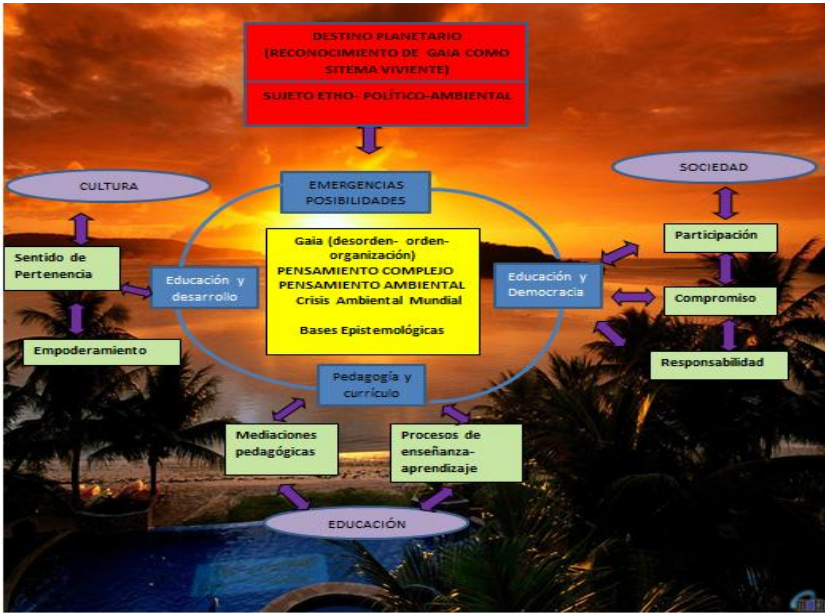 DESTINO PLANETARIO
(RECONOCIMIENTO DE GAIA COMO
SITEMA VIVIENTE)
SUJETO ETHO- POLÍTICO-AMBIENTAL
CULTURA
SOCIEDAD
EMERGENCIAS
POSIBILIDADES
Sentido de
Pertenencia
Empoderamiento
Educación y
desarrollo
Gaia (desorden- orden-
organización)
PENSAMIENTO COMPLEJO
PENSAMIENTO AMBIENTAL
Crisis Ambiental Mundial
Bases Epistemológicas
Educación y
Democracia
Participación
Compromiso
Responsabilidad
Pedagogía y
currículo
Mediaciones
pedagógicas
Procesos de
enseñanza-
aprendizaje
EDUCACIÓN